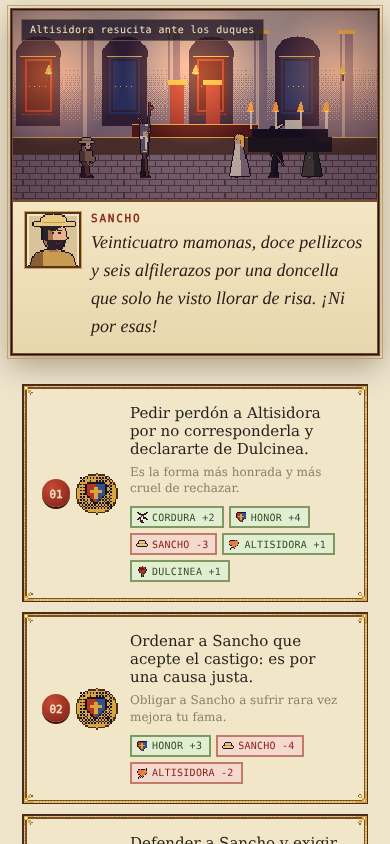 Altisidora resucita ante los duques
SANCHO
Veinticuatro mamonas, doce pellizcos
y seis alfilerazos por una doncella
que solo he visto llorar de risa. ¡Ni
por esas!
01
Pedir perdón a Altisidora
por no corresponderla y
declararte de Dulcinea.
Es la forma más honrada y más
cruel de rechazar.
CORDURA +2 HONOR +4
SANCHO -3 ALTISIDORA +1
DULCINEA +1
02
Ordenar a Sancho que
acepte el castigo: es por
una causa justa.
Obligar a Sancho a sufrir rara vez
mejora tu fama.
HONOR +3 SANCHO -4
ALTISIDORA -2
Defender a Sancho y exigir